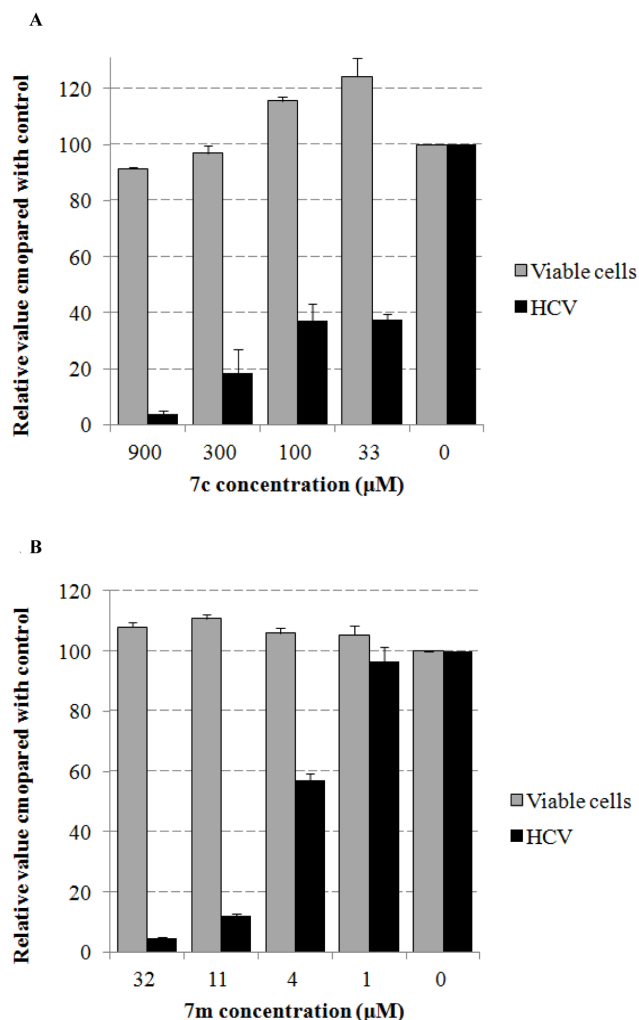 A
Relative value cmopared with control
120
100
80
60
40
20
0
900 300 100 33 0
7c concentration (µM)
Viable cells
HCV
B
Relative value cmopared with control
120
100
80
60
40
20
0
32 11 4 1 0
7m concentration (µM)
Viable cells
HCV